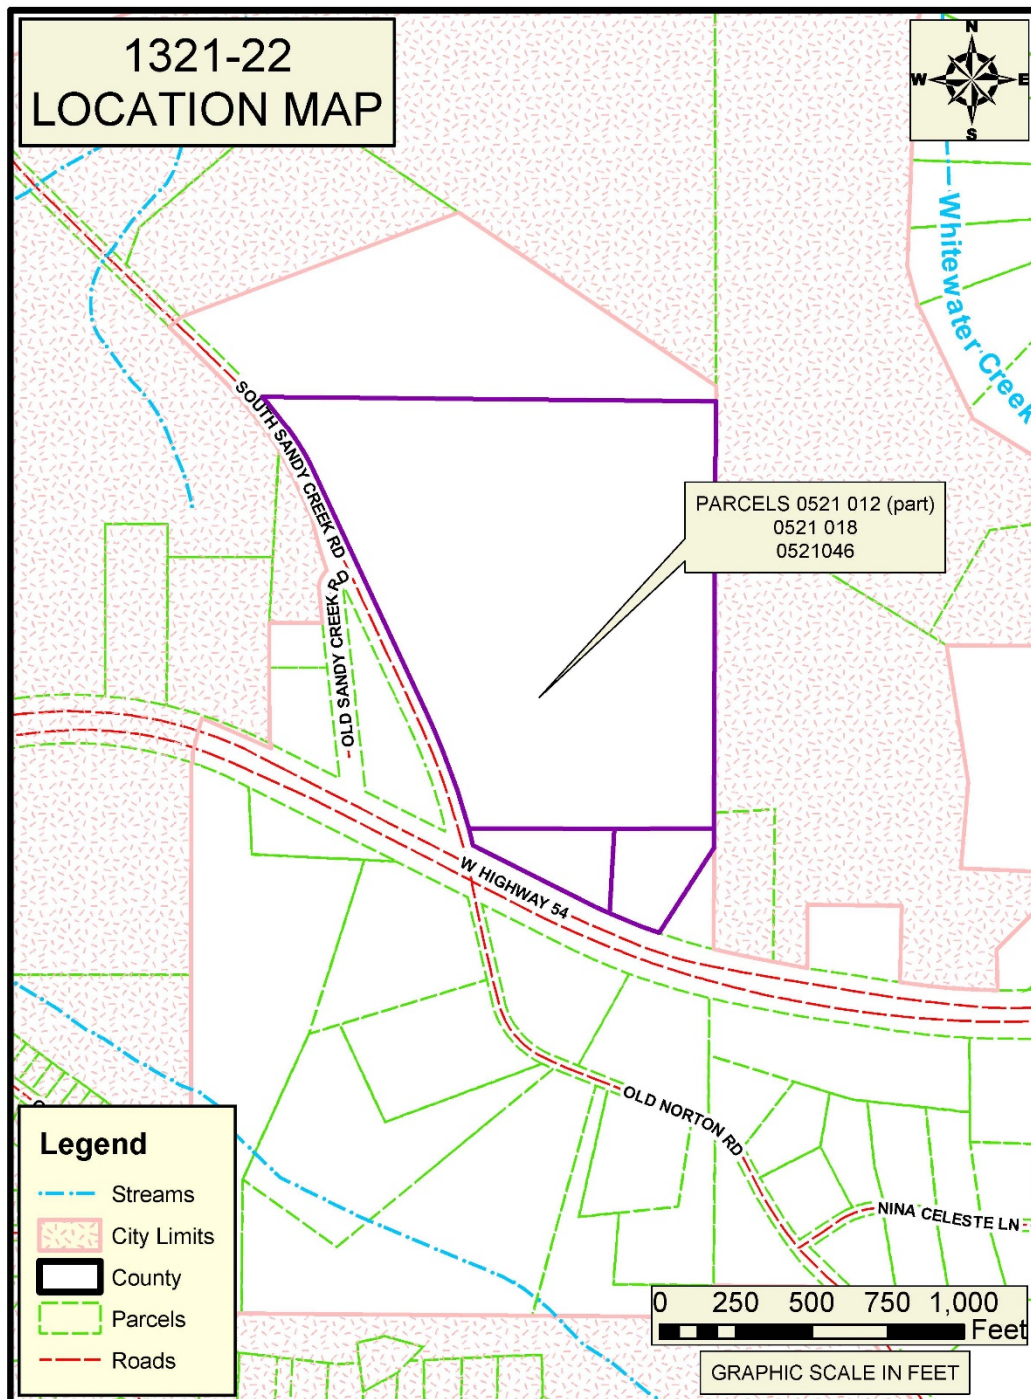 1321-22
LOCATION MAP
N
W E
S
Whitewater Creek
SOUTH SANDY CREEK RD
PARCELS 0521 012 (part)
0521 018
0521046
OLD SANDY CREEK RD
W HIGHWAY 54
OLD NORTON RD
NINA CELESTE LN
Legend
Streams
City Limits
County
Parcels
Roads
0 250 500 750 1,000
Feet
GRAPHIC SCALE IN FEET